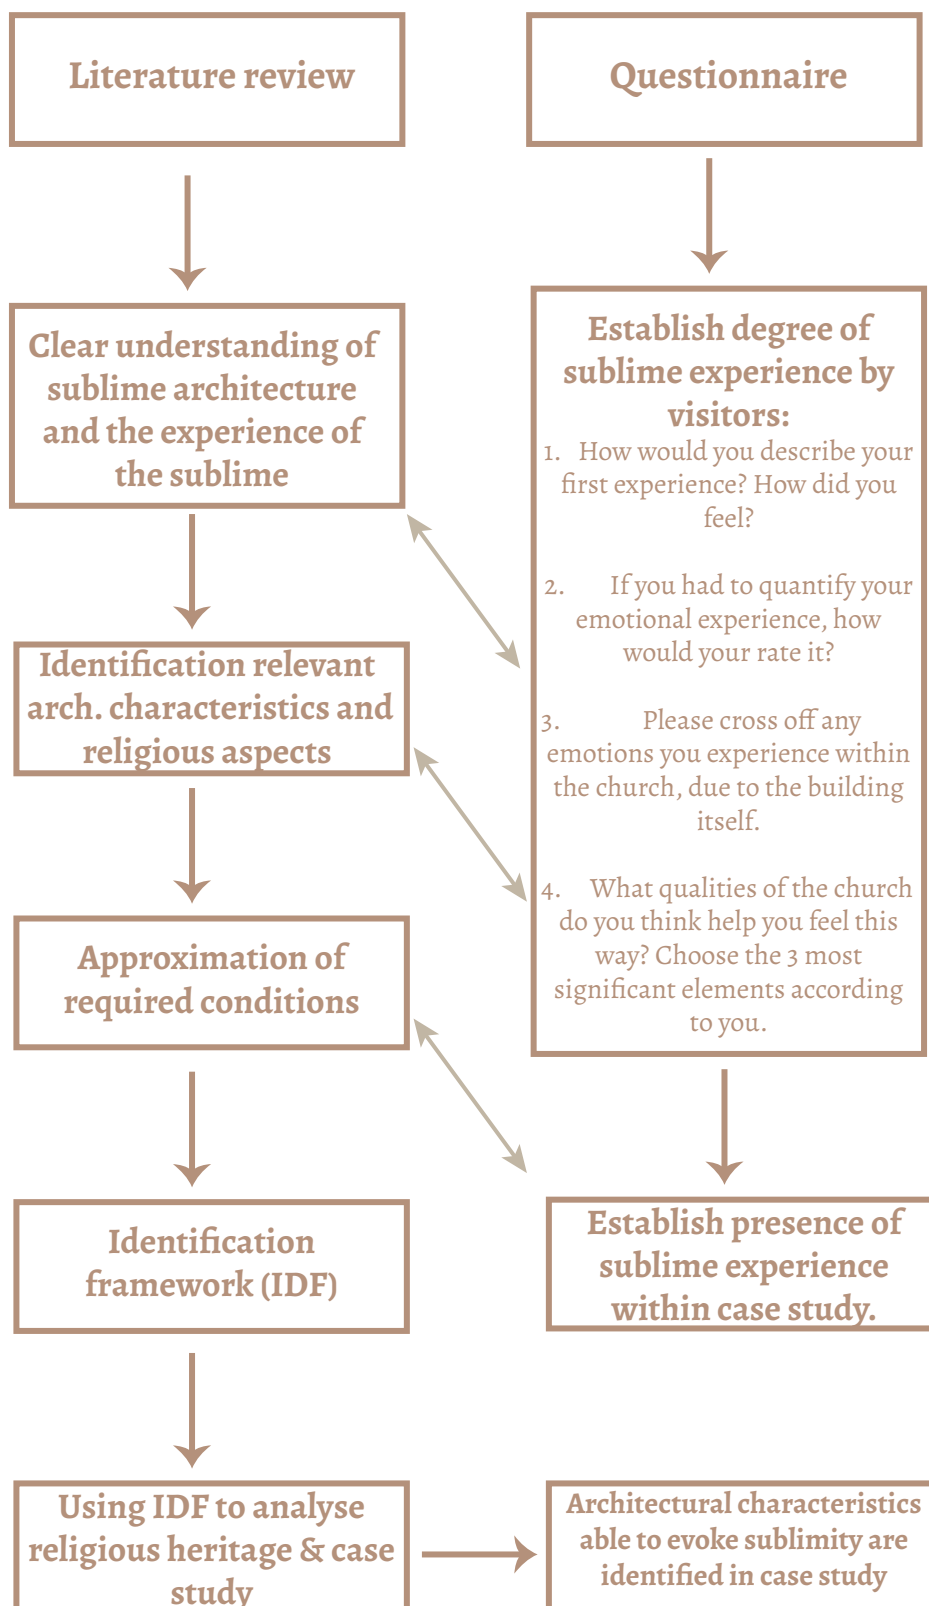 Literature review
Questionnaire
Clear understanding of
sublime architecture
and the experience of
the sublime
Identification relevant
arch. characteristics and
religious aspects
Approximation of
required conditions
Identification
framework (IDF)
Using IDF to analyse
religious heritage & case
study
Establish degree of
sublime experience by
visitors:
1. How would you describe your
first experience? How did you
feel?
2. If you had to quantify your
emotional experience, how
would your rate it?
3. Please cross off any
emotions you experience within
the church, due to the building
itself.
4. What qualities of the church
do you think help you feel this
way? Choose the 3 most
significant elements according
to you.
Establish presence of
sublime experience
within case study.
Architectural characteristics
able to evoke sublimity are
identified in case study